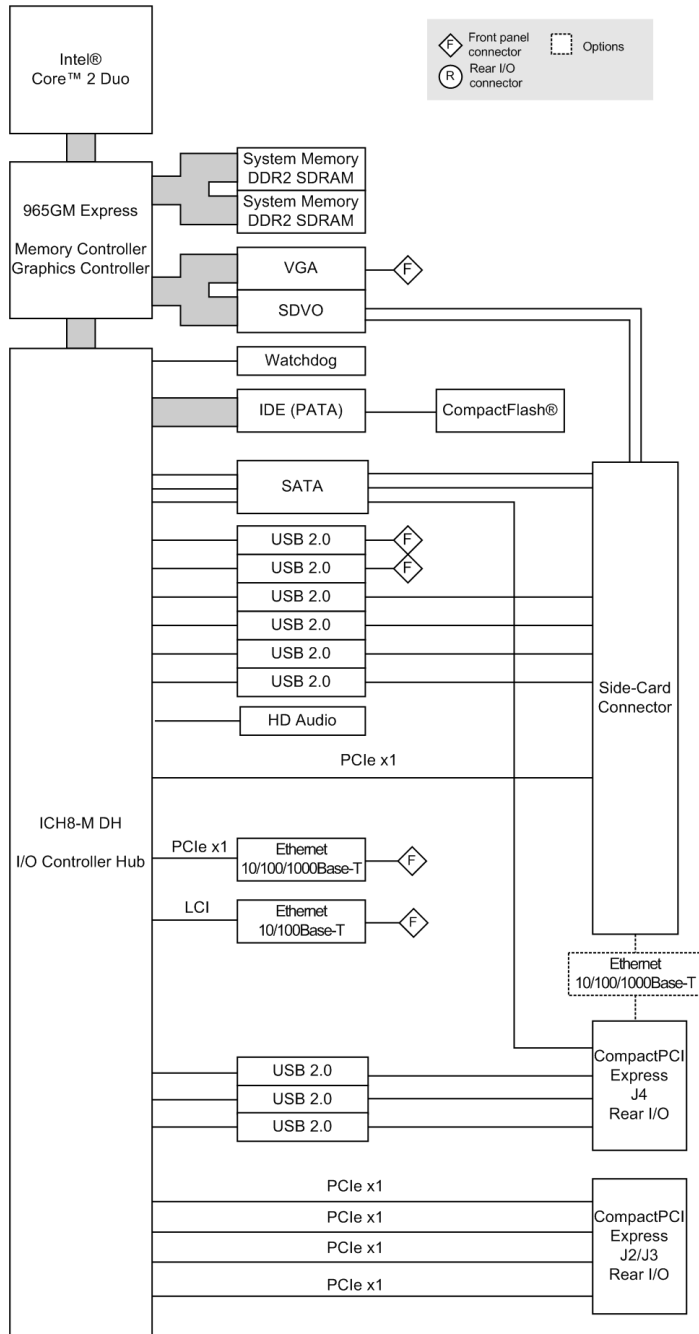 Intel®
Core™ 2 Duo
F
Front panel
connector
Options
R
Rear I/O
connector
965GM Express
Memory Controller
Graphics Controller
System Memory
DDR2 SDRAM
System Memory
DDR2 SDRAM
VGA
F
SDVO
Watchdog
IDE (PATA)
CompactFlash®
SATA
USB 2.0
F
USB 2.0
F
USB 2.0
USB 2.0
USB 2.0
USB 2.0
HD Audio
Side-Card
Connector
PCIe x1
ICH8-M DH
I/O Controller Hub
PCIe x1
Ethernet
10/100/1000Base-T
F
LCI
Ethernet
10/100Base-T
F
Ethernet
10/100/1000Base-T
USB 2.0
USB 2.0
USB 2.0
CompactPCI
Express
J4
Rear I/O
PCIe x1
PCIe x1
PCIe x1
PCIe x1
CompactPCI
Express
J2/J3
Rear I/O